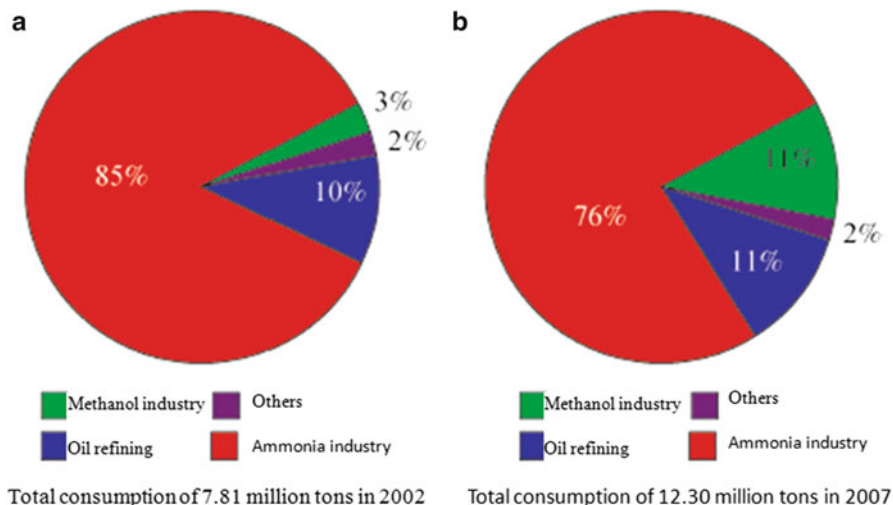 a
3%
2%
85%
10%
Methanol industry Others
Oil refining Ammonia industry
Total consumption of 7.81 million tons in 2002
b
11%
2%
76%
11%
Methanol industry Others
Oil refining Ammonia industry
Total consumption of 12.30 million tons in 2007